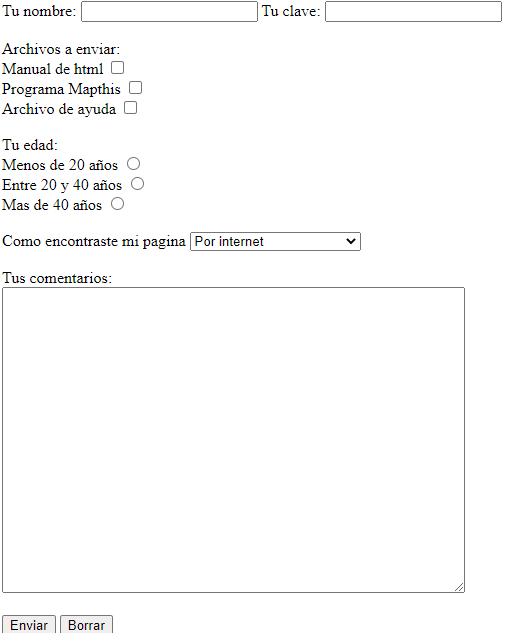 Tu nombre: Tu clave:
Archivos a enviar:
Manual de html
Programa Mapthis
Archivo de ayuda
Tu edad:
Menos de 20 años
Entre 20 y 40 años
Mas de 40 años
Como encontraste mi pagina Por internet
Tus comentarios:
Enviar Borrar